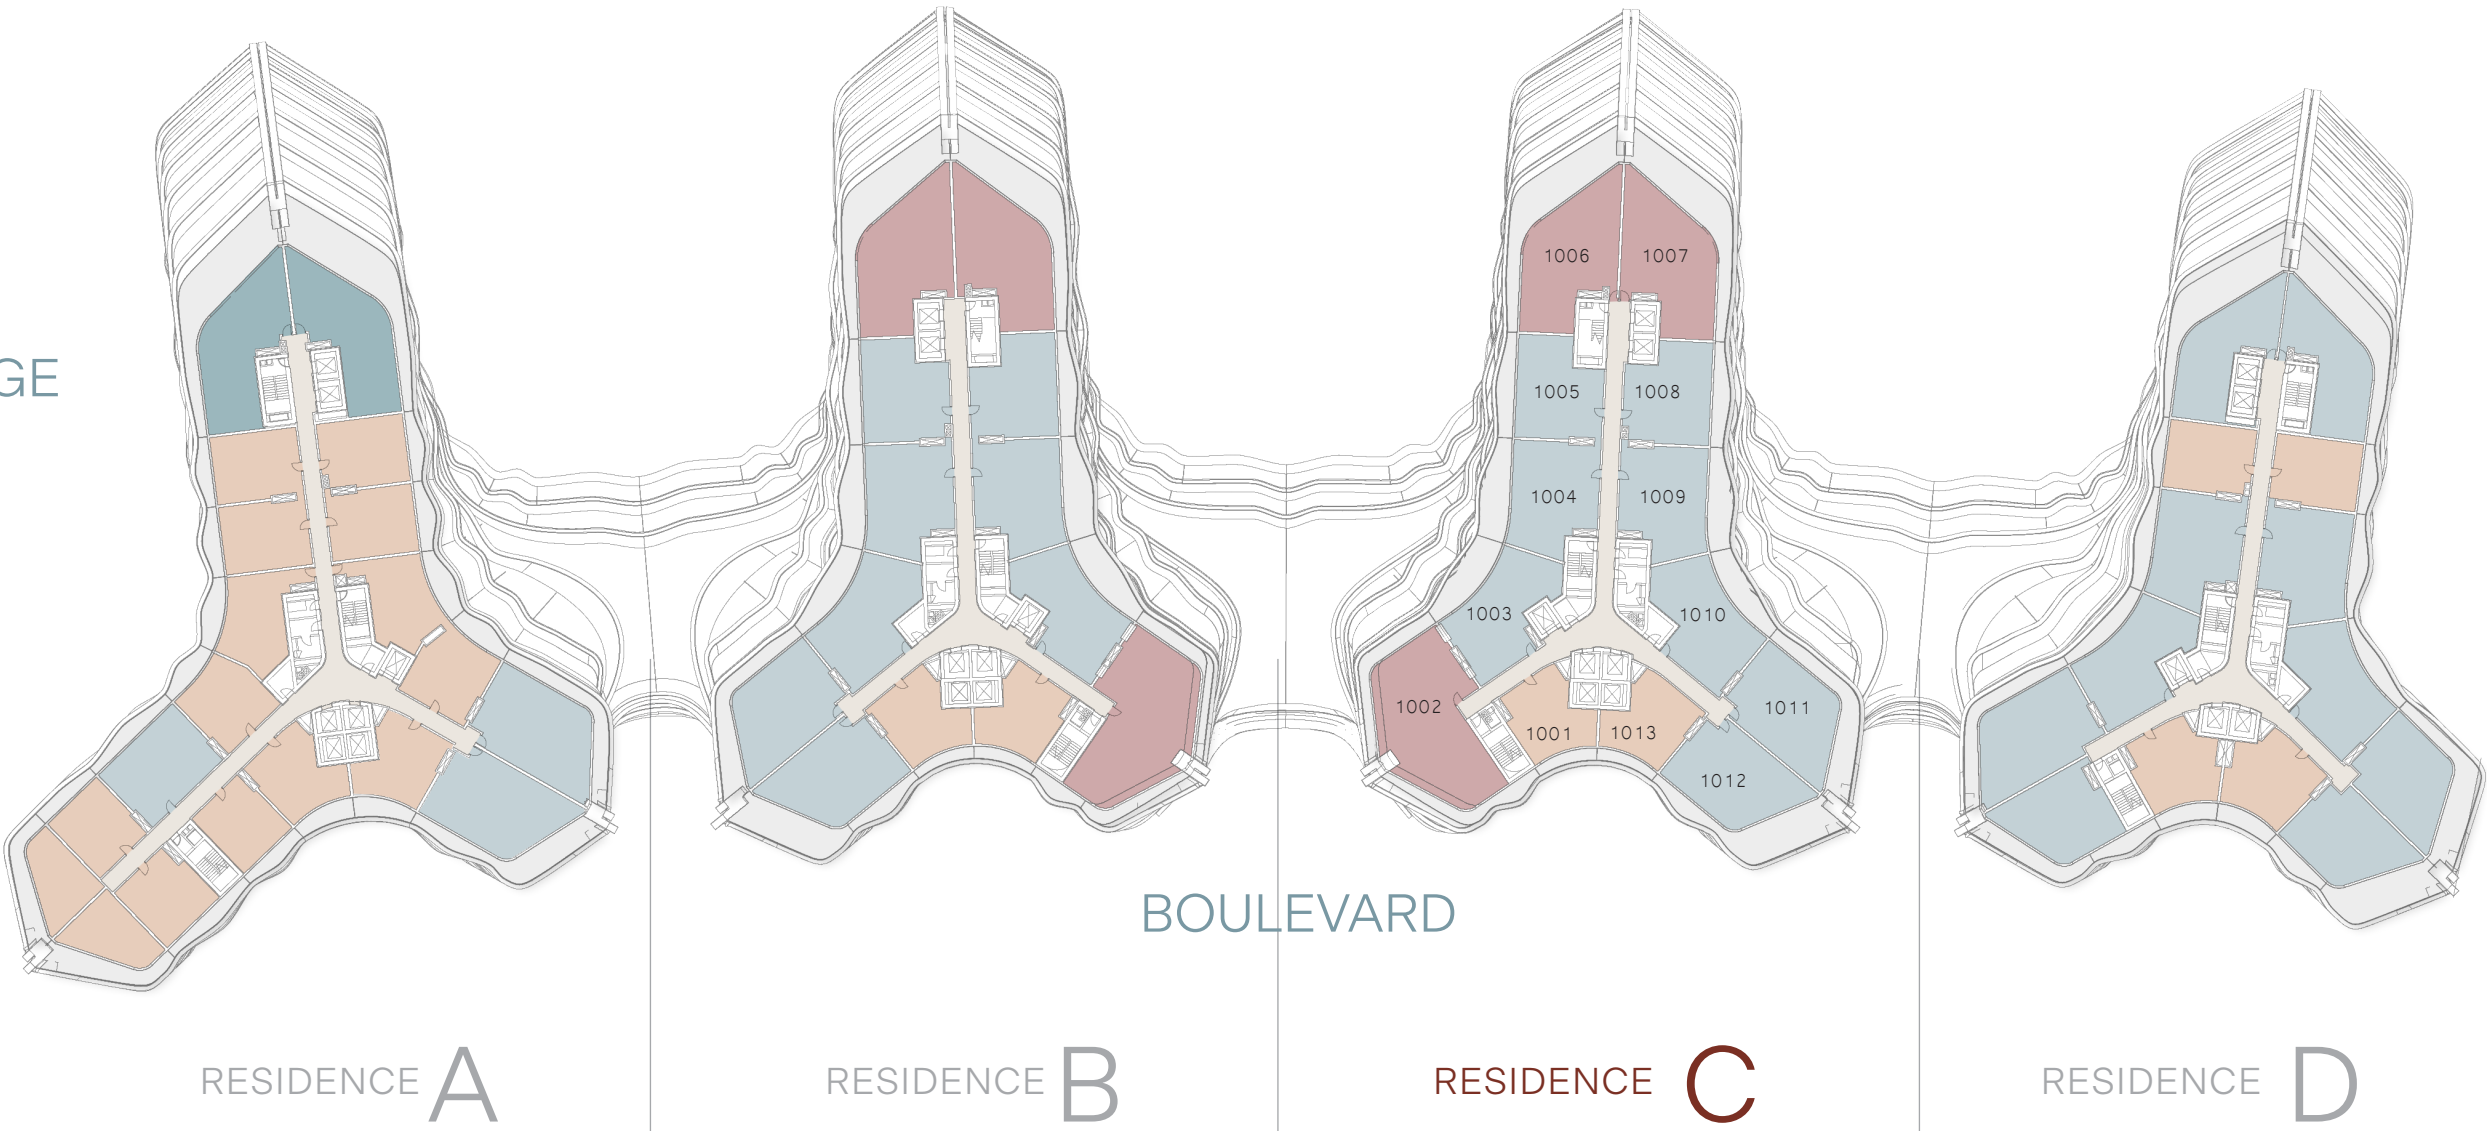 1006 1007
GE
1005 1008
1004 1009
1003 1010
1002 1011
1001 1013
1012
BOULEVARD
RESIDENCE A
RESIDENCE B
RESIDENCE C
RESIDENCE D